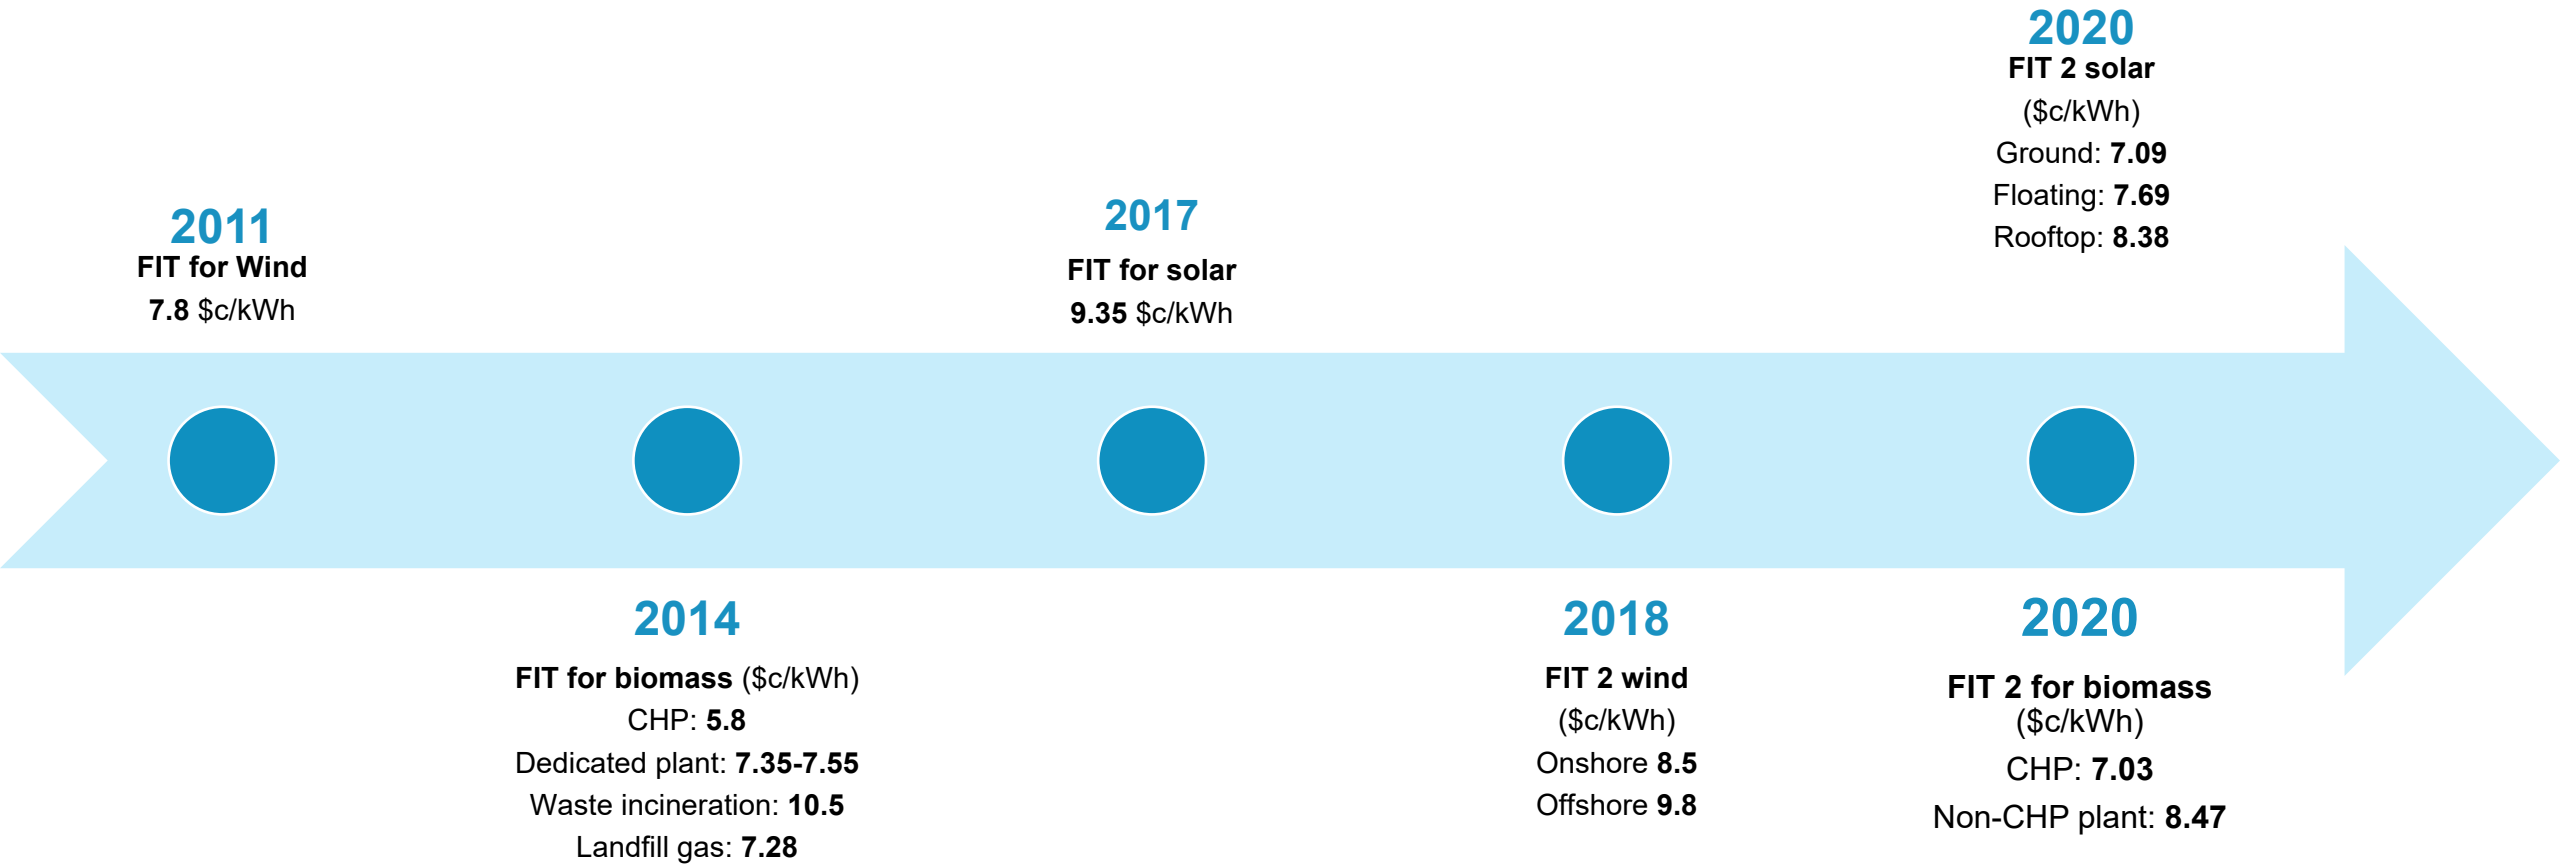 2011
FIT for Wind
7.8 $c/kWh
2014
FIT for biomass ($c/kWh)
CHP: 5.8
Dedicated plant: 7.35-7.55
Waste incineration: 10.5
Landfill gas: 7.28
2017
FIT for solar
9.35 $c/kWh
2018
FIT 2 wind
($c/kWh)
Onshore 8.5
Offshore 9.8
2020
FIT 2 solar
($c/kWh)
Ground: 7.09
Floating: 7.69
Rooftop: 8.38
2020
FIT 2 for biomass
($c/kWh)
CHP: 7.03
Non-CHP plant: 8.47